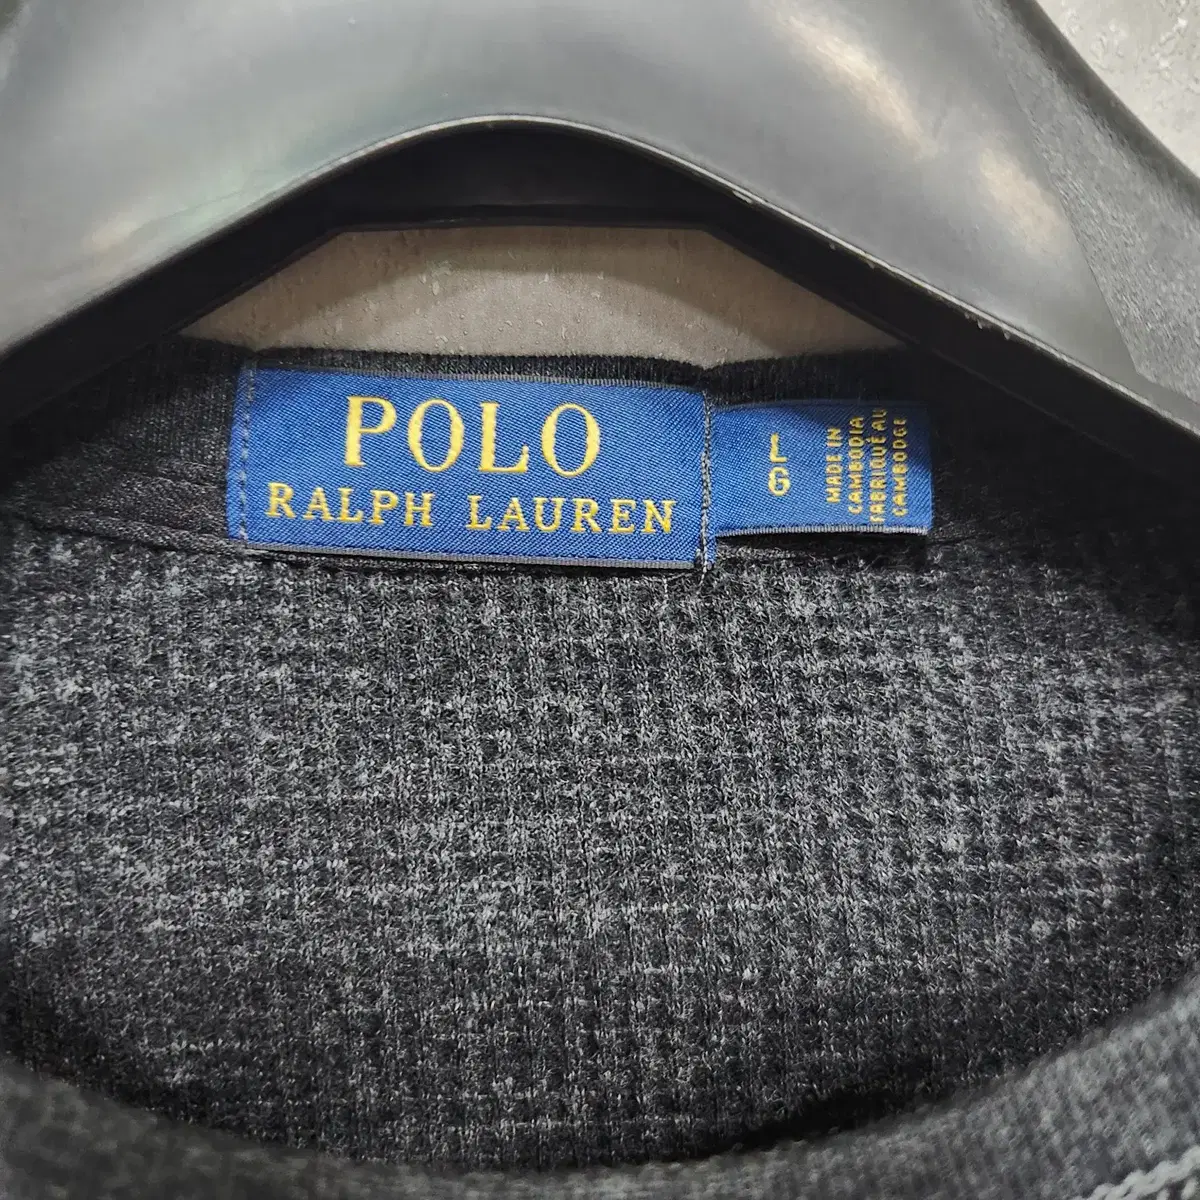 POLO
RALPH LAUREN
L
G
MADE IN
CAMBODIA
FABRIQUÉ AU
CAMBODGE